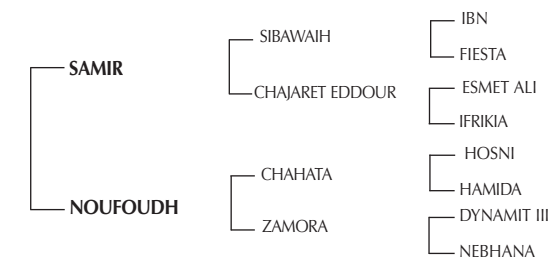 IBN
SIBAWAIH
FIESTA
SAMIR
CHAJARET EDDOUR
ESMET ALI
IFRIKIA
HOSNI
CHAHATA
HAMIDA
NOUFOUDH
DYNAMIT III
ZAMORA
NEBHANA